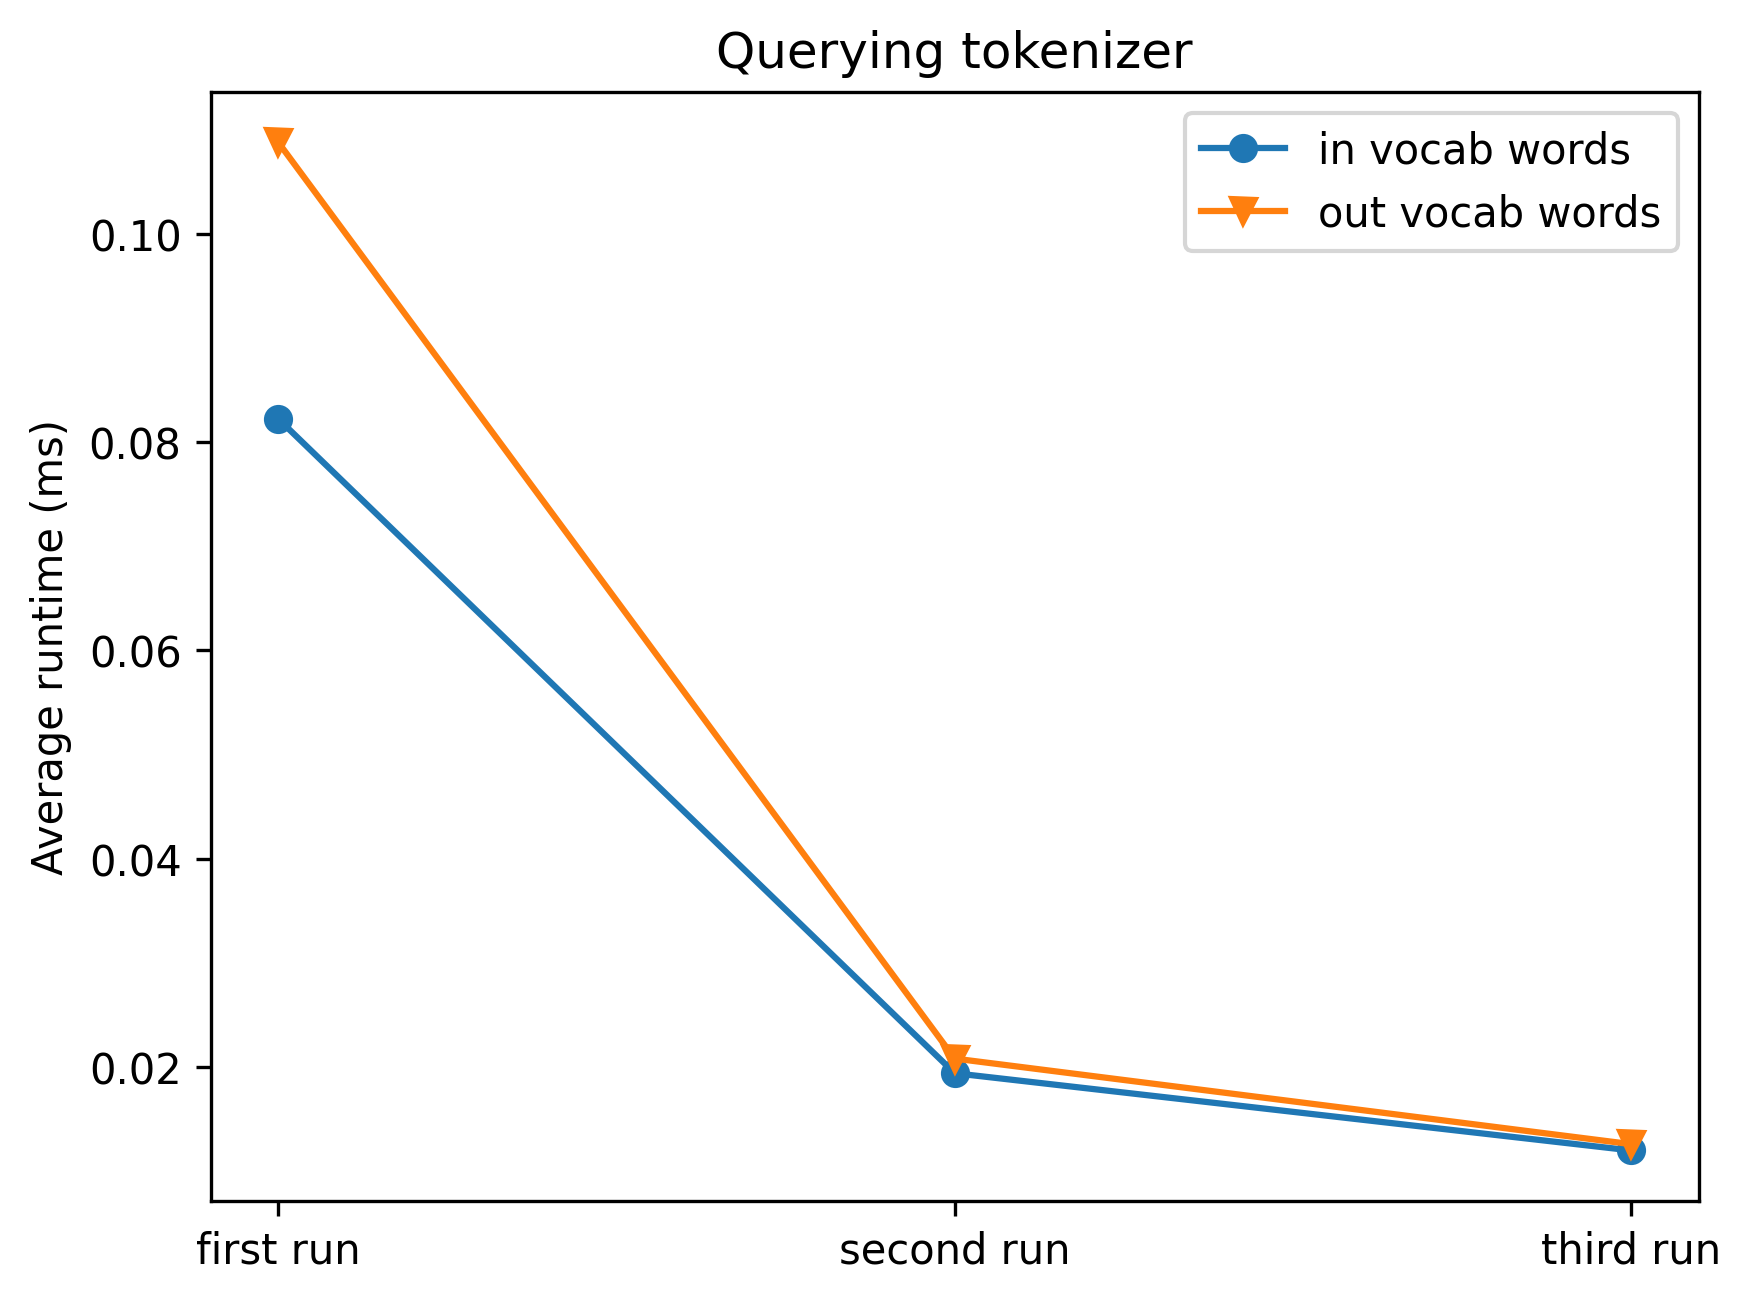 Querying tokenizer
in vocab words
out vocab words
Average runtime (ms)
0.10
0.08
0.06
0.04
0.02
first run
second run
third run